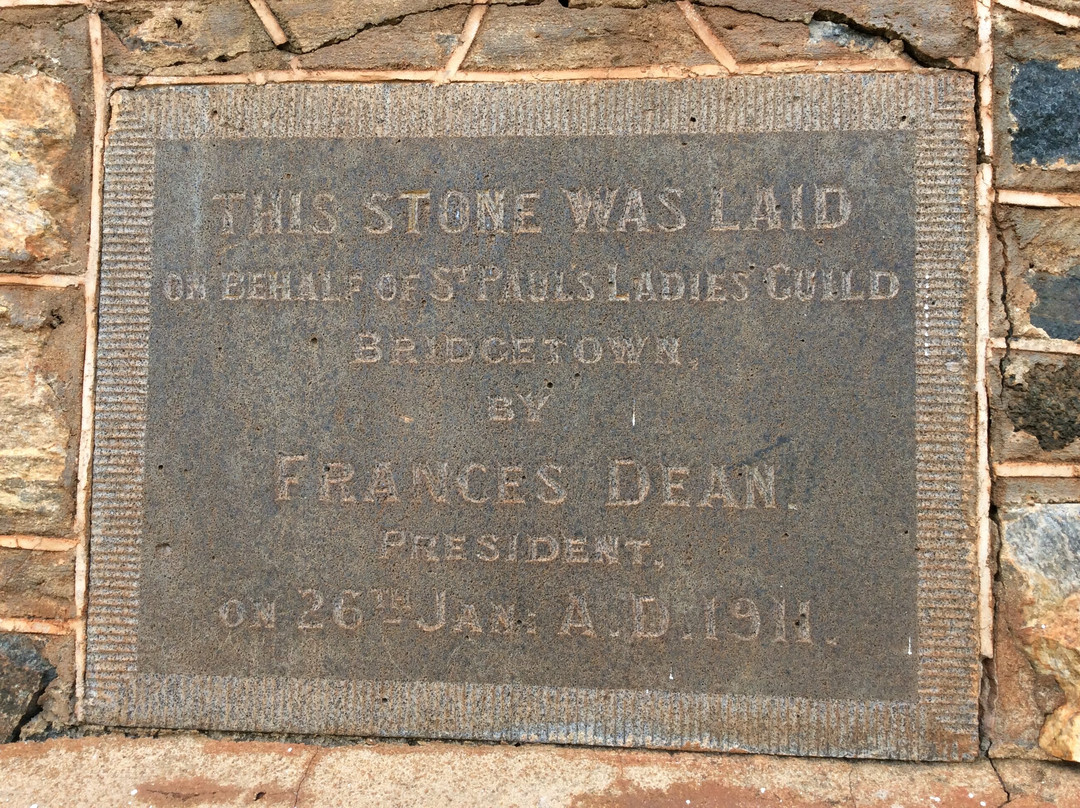 THIS STONE WAS LAID
ON BEHALF OF ST PAULS LADIES' GUILD
BRIDGETOWN,
BY
FRANCES DEAN.
PRESIDENT.
ON 26TH JAN: A.D. 1911.